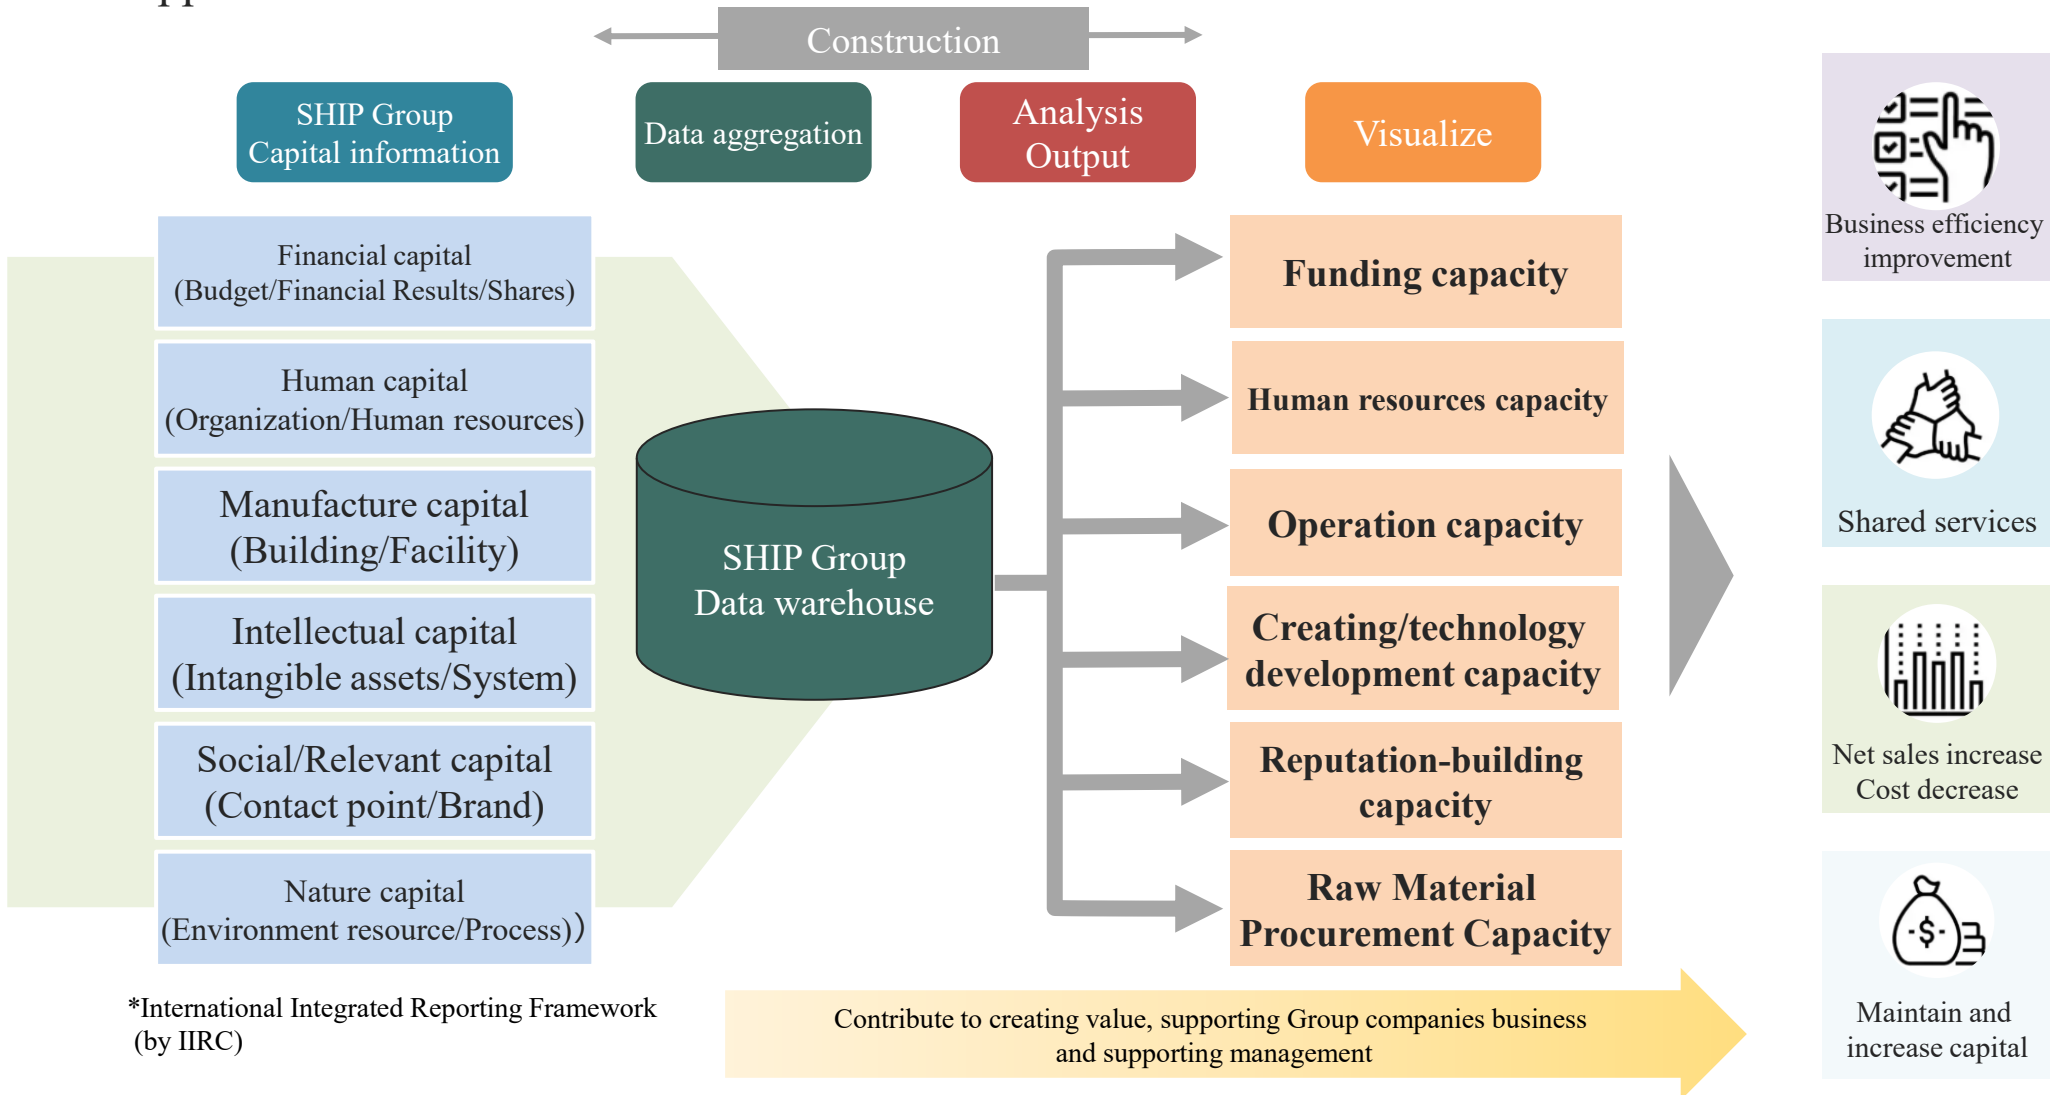 Construction
SHIP Group
Capital information
Data aggregation
Analysis
Output
Visualize
Financial capital
(Budget/Financial Results/Shares)
Human capital
(Organization/Human resources)
Manufacture capital
(Building/Facility)
Intellectual capital
(Intangible assets/System)
Social/Relevant capital
(Contact point/Brand)
Nature capital
(Environment resource/Process)）
SHIP Group
Data warehouse
Funding capacity
Human resources capacity
Operation capacity
Creating/technology
development capacity
Reputation-building
capacity
Raw Material
Procurement Capacity
Business efficiency
improvement
Shared services
Net sales increase
Cost decrease
Maintain and
increase capital
*International Integrated Reporting Framework
(by IIRC)
Contribute to creating value, supporting Group companies business
and supporting management